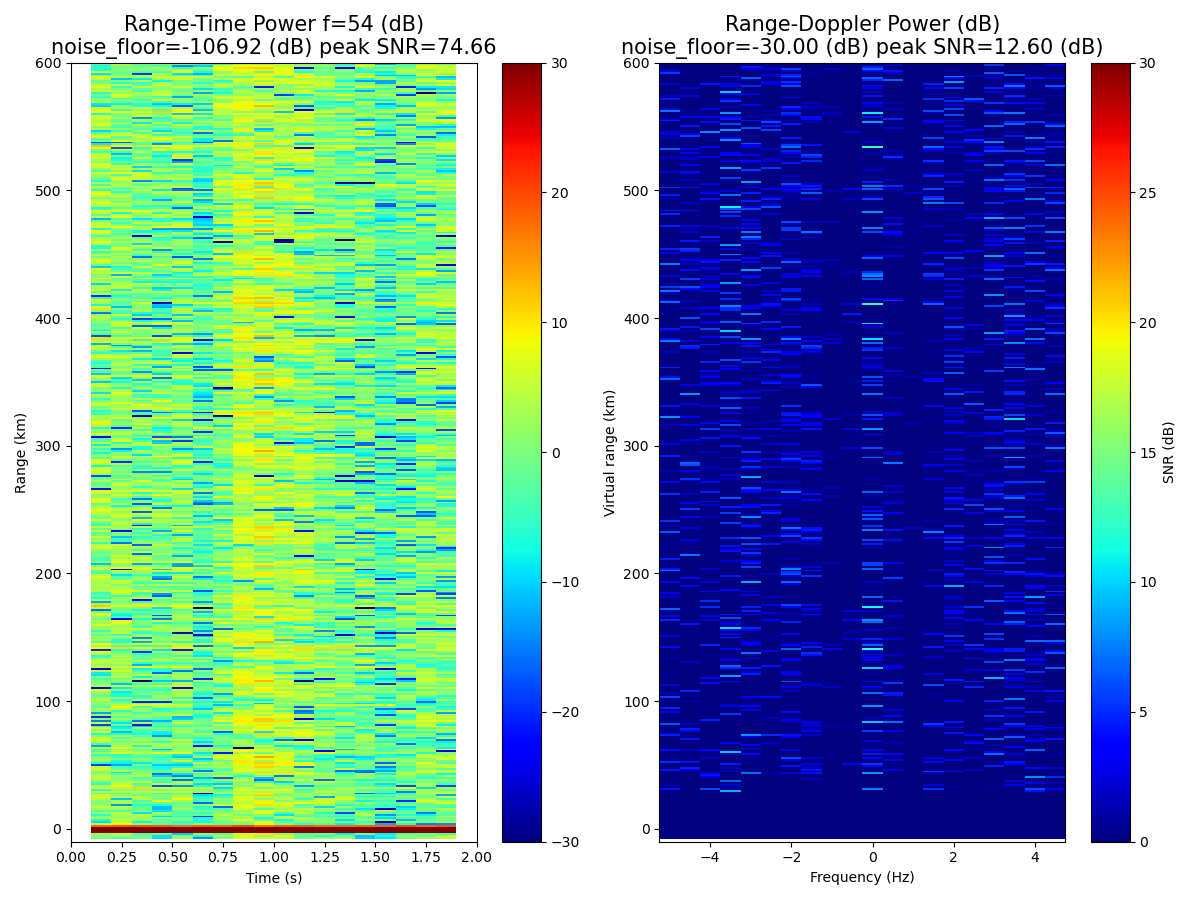 Range-Time Power f=54 (dB)
noise_floor=-106.92 (dB) peak SNR=74.66
Range (km)
600
500
400
300
200
100
0
0.00 0.25 0.50 0.75 1.00 1.25 1.50 1.75 2.00
Time (s)
30
20
10
0
−10
−20
−30
Range-Doppler Power (dB)
noise_floor=-30.00 (dB) peak SNR=12.60 (dB)
Virtual range (km)
600
500
400
300
200
100
0
−4 −2 0 2 4
Frequency (Hz)
30
25
20
15
10
5
0
SNR (dB)